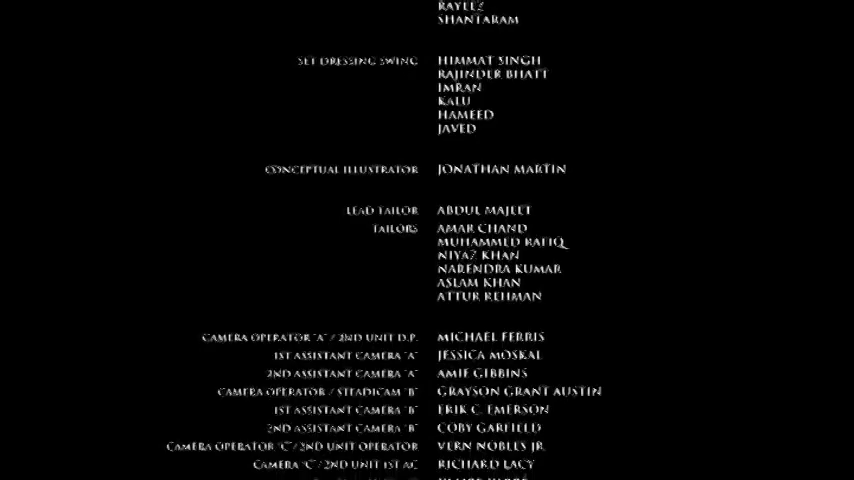 SHANTARAM
SET DRESSING SWING HIMMAT SINGH
RAJINDER BHATT
IMRAN
KALU
HAMEED
JAVED
CONCEPTUAL ILLUSTRATOR JONATHAN MARTIN
LEAD TAILOR ABDUL MAJEET
TAILORS AMAR CHAND
MUHAMMED RAFIQ
NIYAZ KHAN
NARENDRA KUMAR
ASLAM KHAN
ATTUR REHMAN
CAMERA OPERATOR "A" / 2ND UNIT D.P. MICHAEL FERRIS
1ST ASSISTANT CAMERA "A" JESSICA MOSKAL
2ND ASSISTANT CAMERA "A" AMIE GIBBINS
CAMERA OPERATOR / STEADICAM "B" GRAYSON GRANT AUSTIN
1ST ASSISTANT CAMERA "B" ERIK C. EMERSON
2ND ASSISTANT CAMERA "B" COBY GARFIELD
CAMERA OPERATOR "C" / 2ND UNIT OPERATOR VERN NOBLES JR.
CAMERA "C" / 2ND UNIT 1ST AC RICHARD LACY